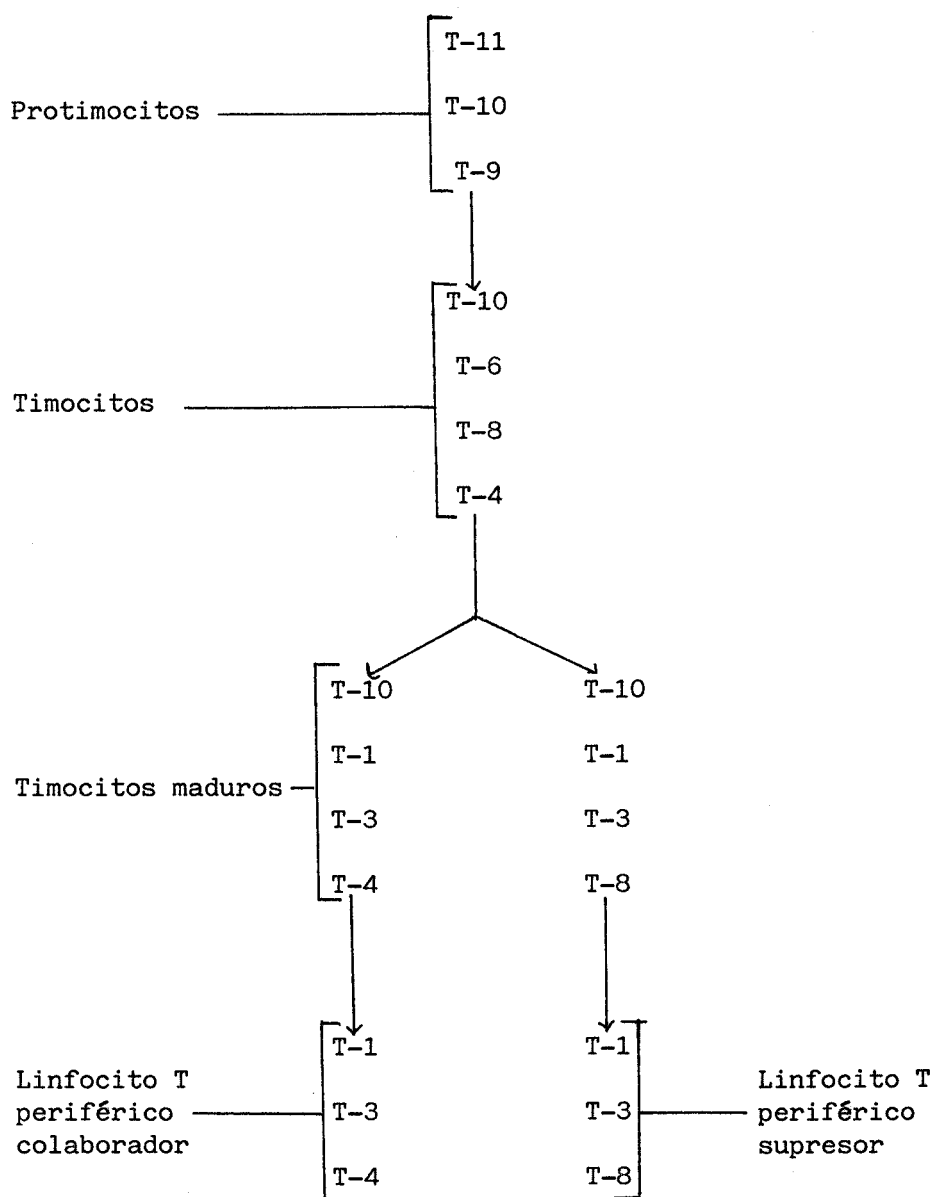 T-11
Protimocitos
T-10
T-9
T-10
T-6
Timocitos
T-8
T-4
T-10 T-10
T-1 T-1
Timocitos maduros
T-3 T-3
T-4 T-8
T-1 T-1
Linfocito T
periférico
colaborador
T-3 T-3
Linfocito T
periférico
supresor
T-4 T-8